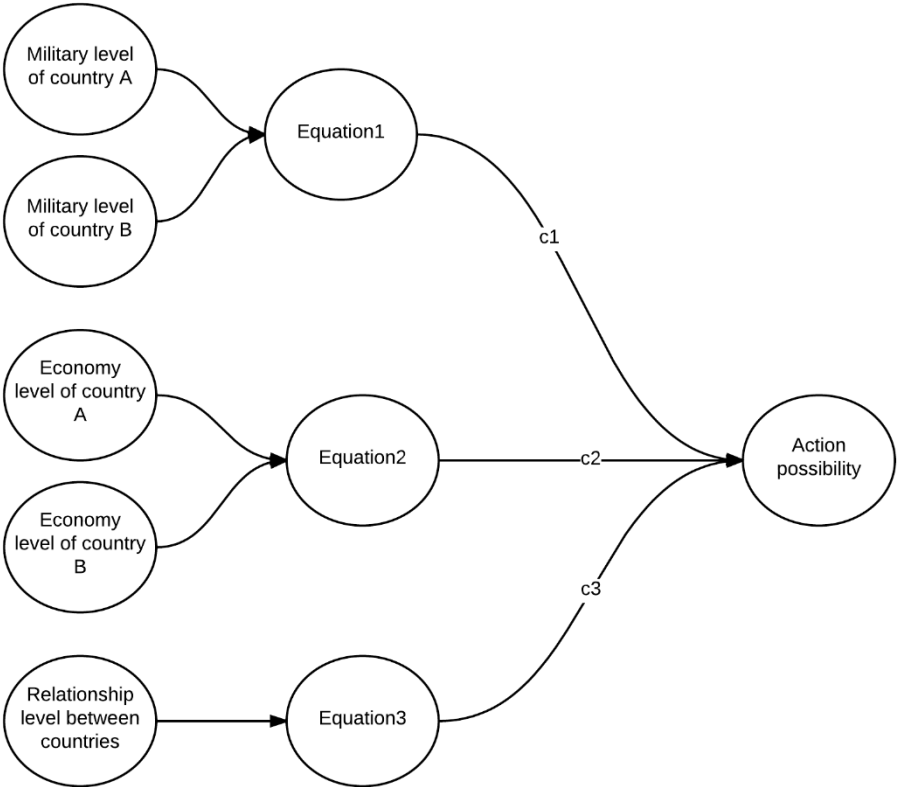 Military level
of country A
Equation1
Military level
of country B
c1
Economy
level of country
A
Equation2
c2
Action
possibility
Economy
level of country
B
c3
Relationship
level between
countries
Equation3